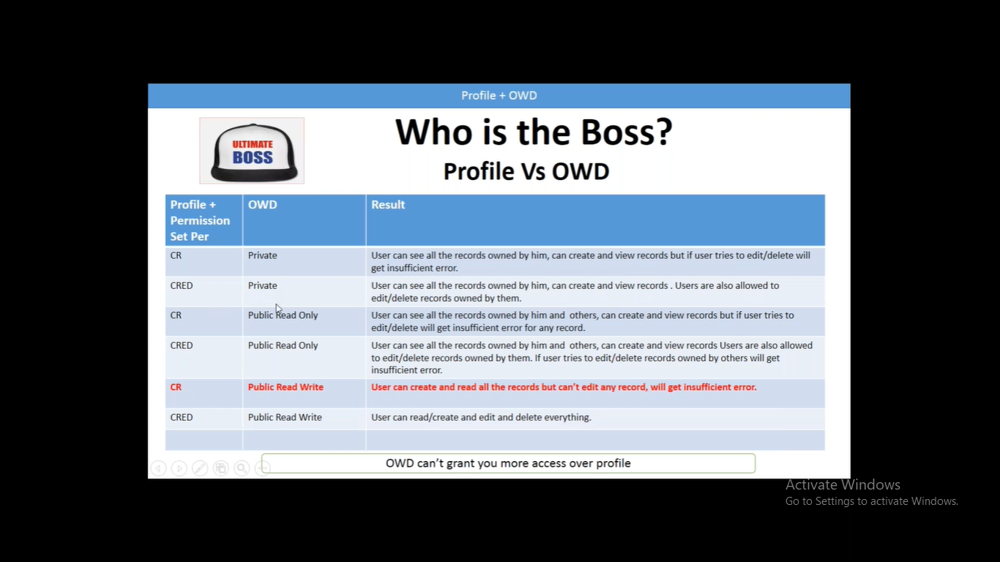 Profile + OWD
ULTIMATE
BOSS
Who is the Boss?
Profile Vs OWD
Profile +
Permission
Set Per
OWD
Result
CR
Private
User can see all the records owned by him, can create and view records but if user tries to edit/delete will
get insufficient error.
CRED
Private
User can see all the records owned by him, can create and view records . Users are also allowed to
edit/delete records owned by them.
CR
Public Read Only
User can see all the records owned by him and  others, can create and view records but if user tries to
edit/delete will get insufficient error for any record.
CRED
Public Read Only
User can see all the records owned by him and  others, can create and view records Users are also allowed
to edit/delete records owned by them. If user tries to edit/delete records owned by others will get
insufficient error.
CR
Public Read Write
User can create and read all the records but can't edit any record, will get insufficient error.
CRED
Public Read Write
User can read/create and edit and delete everything.
OWD can't grant you more access over profile
Activate Windows
Go to Settings to activate Windows.